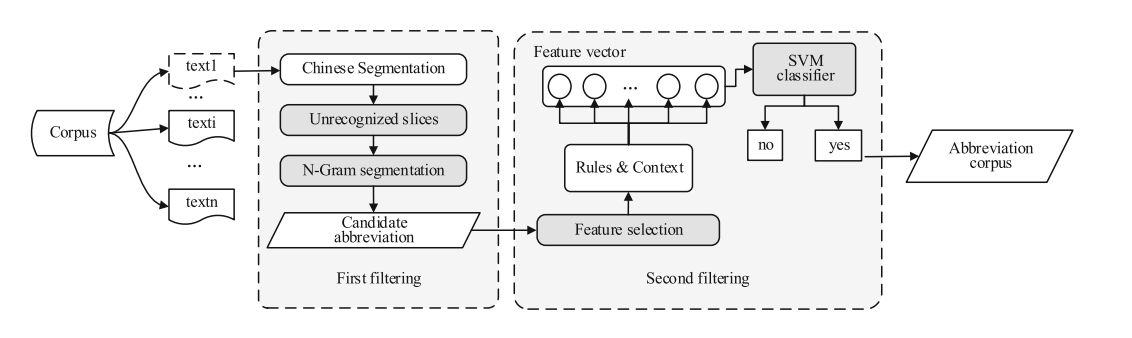 Corpus
text1
...
texti
...
textn
Chinese Segmentation
Unrecognized slices
N-Gram segmentation
Candidate
abbreviation
First filtering
Feature vector
...
Rules & Context
Feature selection
SVM
classifier
no
yes
Second filtering
Abbreviation
corpus